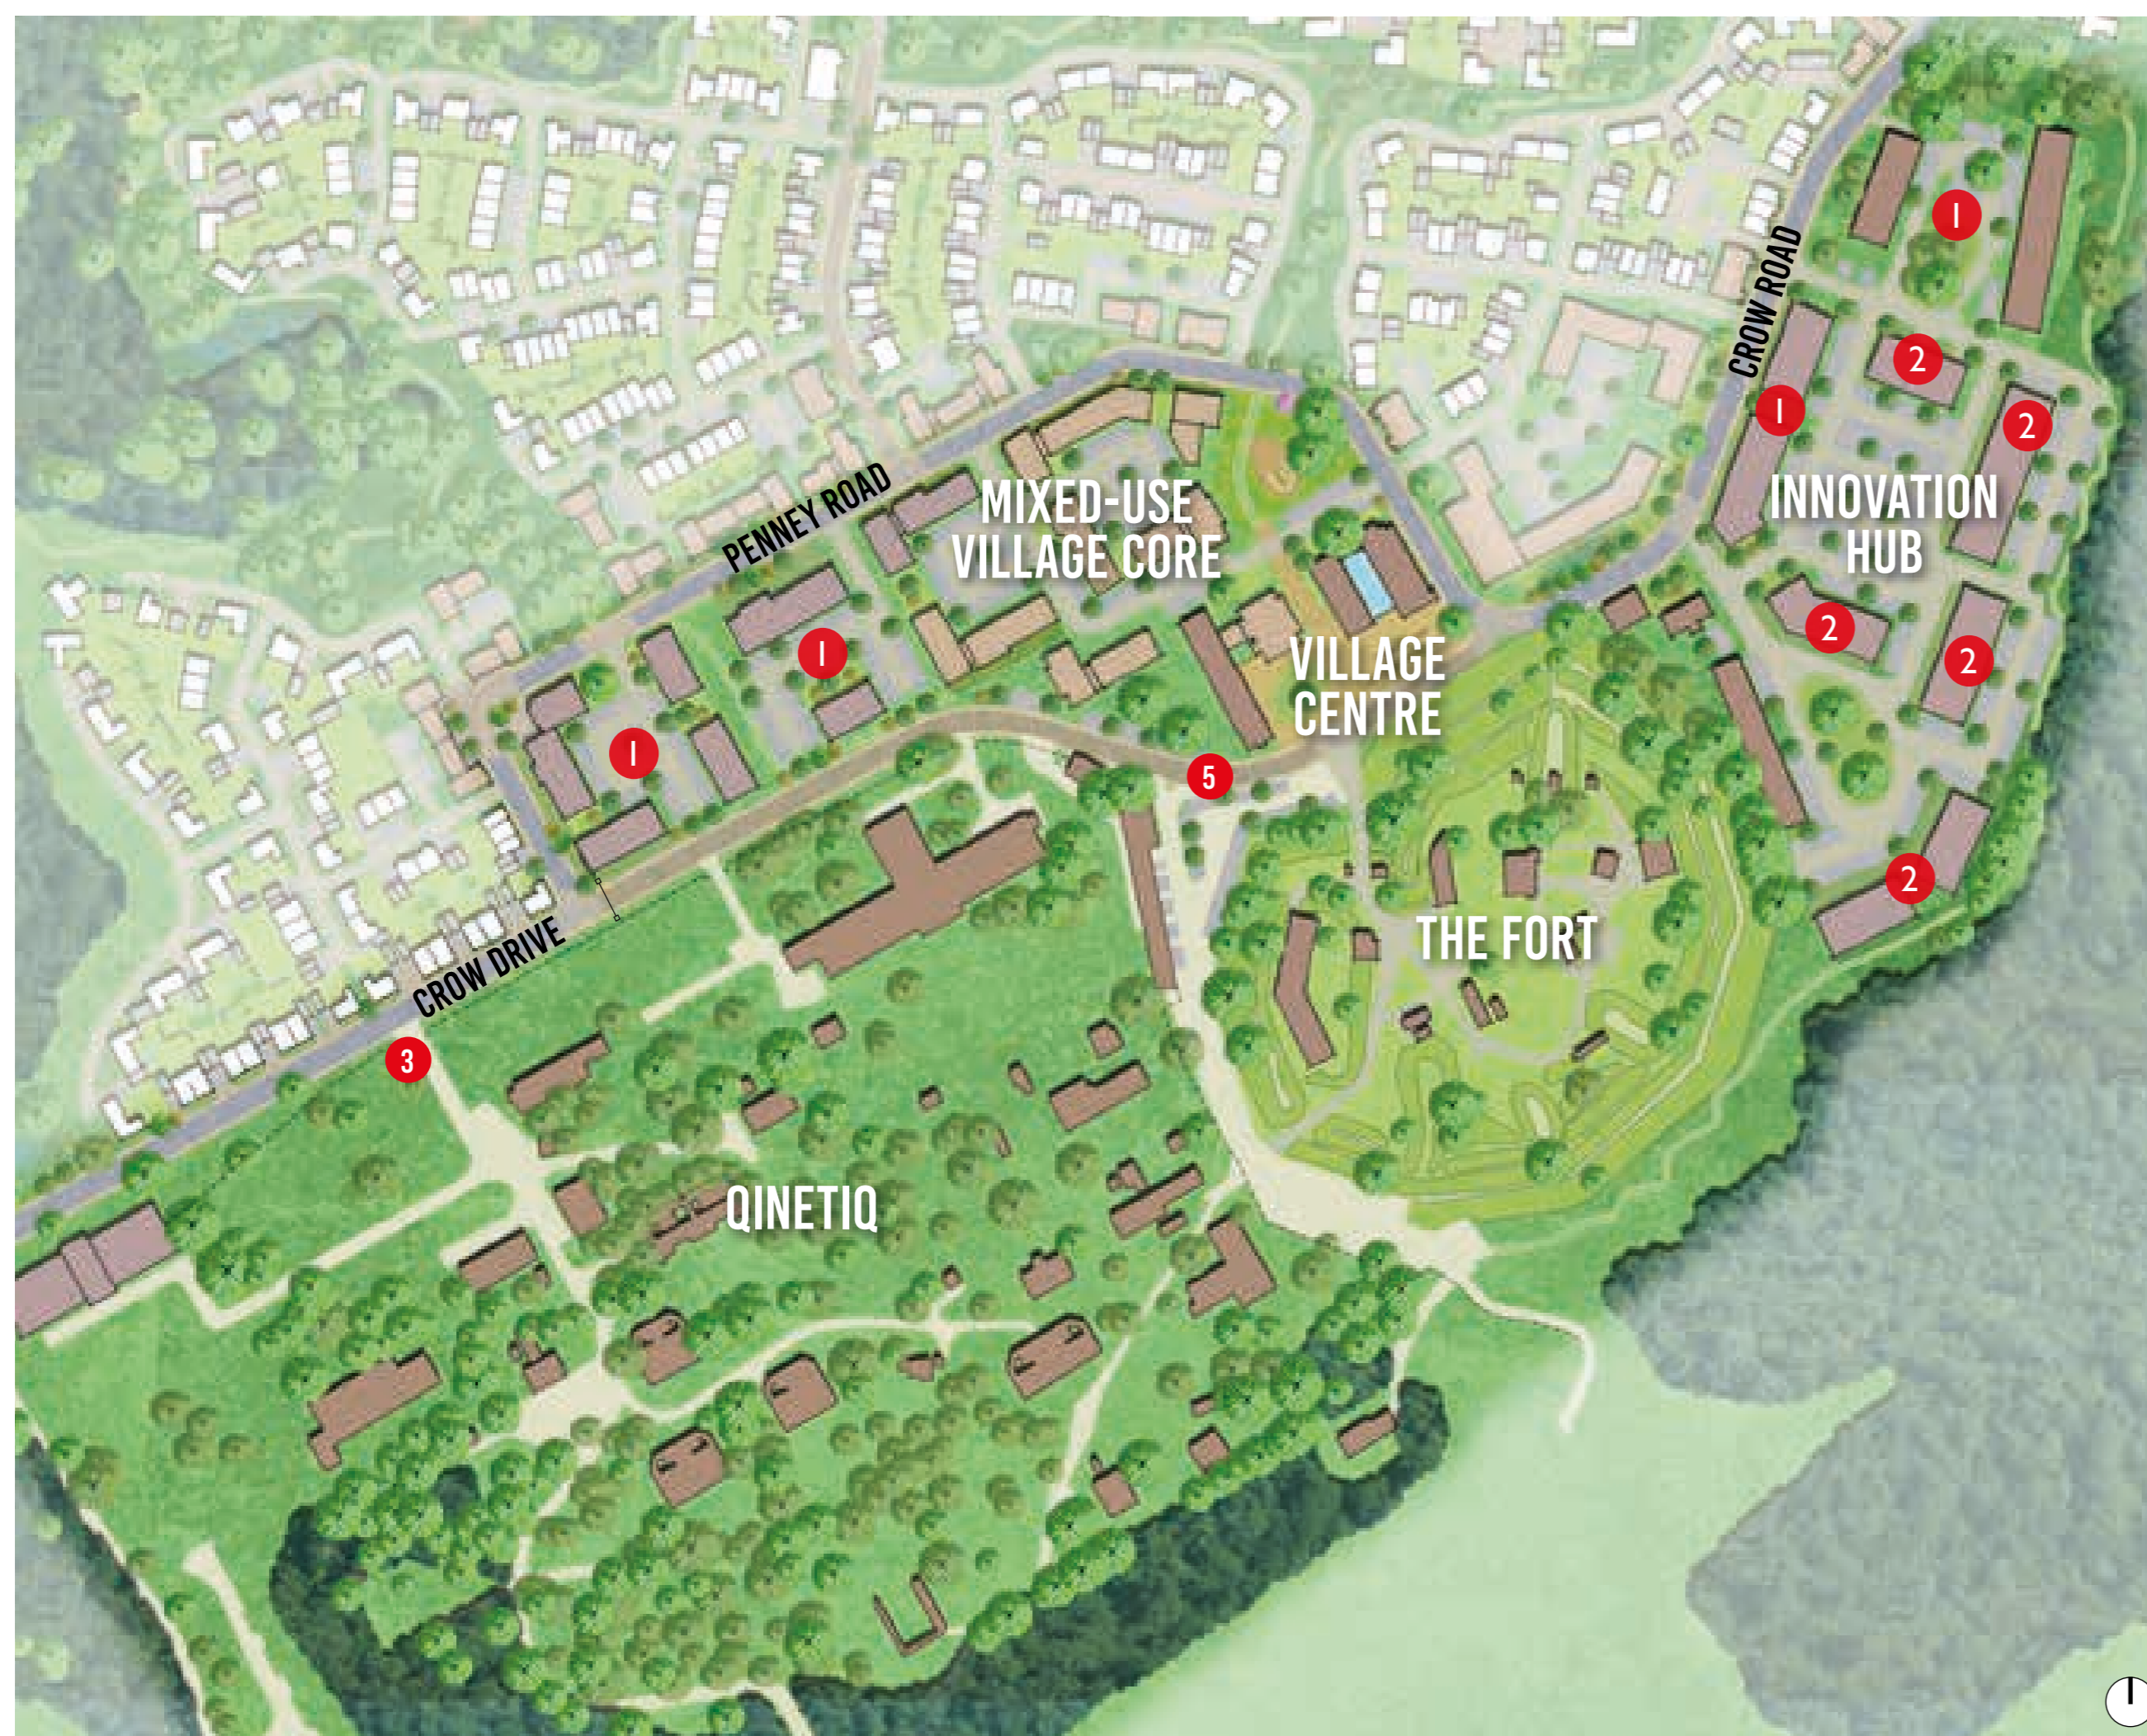 1
CROW ROAD
2
1
2
PENNEY ROAD
MIXED-USE
VILLAGE CORE
INNOVATION
HUB
1
2
2
VILLAGE
CENTRE
1
5
2
THE FORT
CROW DRIVE
3
QINETIQ